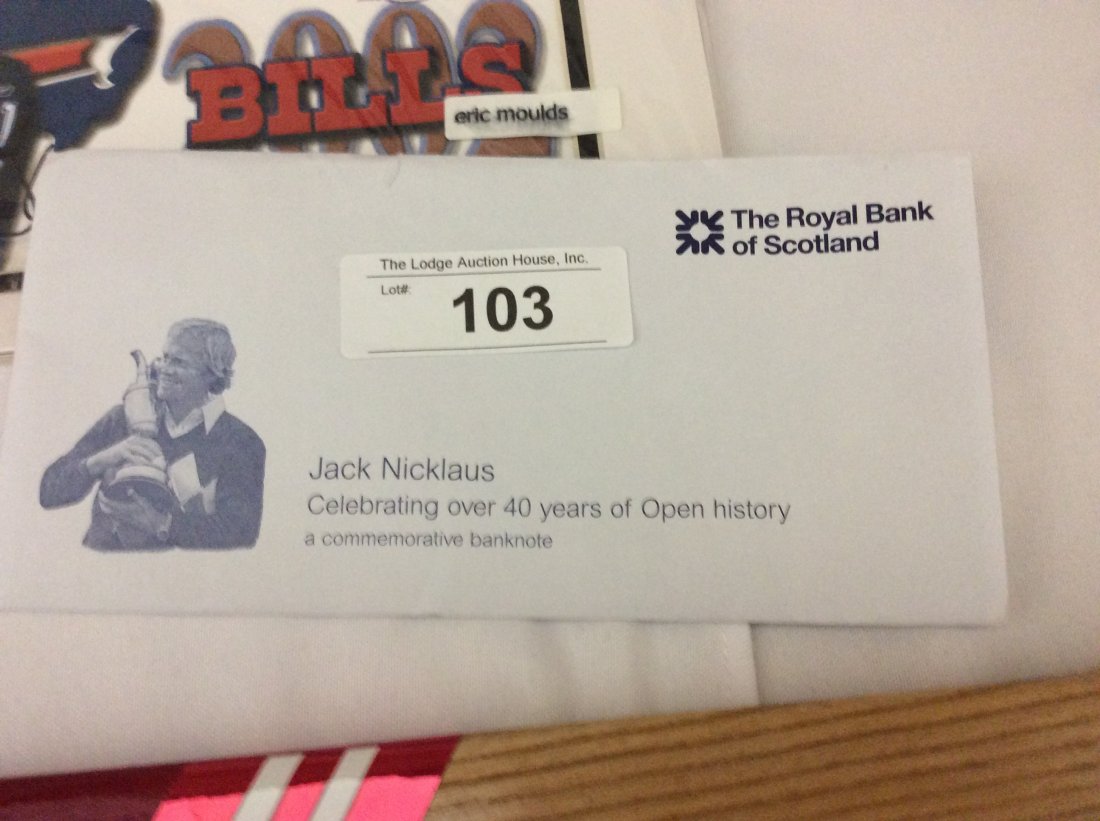 2002
BILLS
eric moulds
The Royal Bank
of Scotland
The Lodge Auction House, Inc.
Lot#:
103
Jack Nicklaus
Celebrating over 40 years of Open history
a commemorative banknote